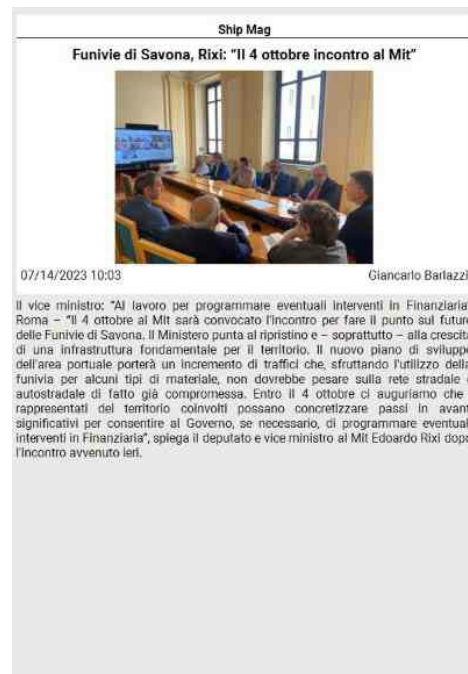 Ship Mag
Funivie di Savona, Rixi: “Il 4 ottobre incontro al Mit”
07/14/2023 10:03
Giancarlo Barlazzi
Il vice ministro: “Al lavoro per programmare eventuali interventi in Finanziaria”
Roma – “Il 4 ottobre al Mit sarà convocato l’incontro per fare il punto sul futuro
delle Funivie di Savona. Il Ministero punta al ripristino e – soprattutto – alla crescita
di una infrastruttura fondamentale per il territorio. Il nuovo piano di sviluppo
dell’area portuale porterà un incremento di traffici che, sfruttando l’utilizzo della
funivia per alcuni tipi di materiale, non dovrebbe pesare sulla rete stradale
autostradale di fatto già compromessa. Entro il 4 ottobre ci auguriamo che
rappresentati del territorio coinvolti possano concretizzare passi in avanti
significativi per consentire al Governo, se necessario, di programmare eventuali
interventi in Finanziaria”, spiega il deputato e vice ministro al Mit Edoardo Rixi dopo
l’incontro avvenuto ieri.